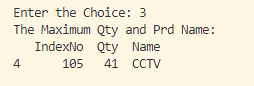 Enter the Choice: 3
The Maximum Qty and Prd Name:
   IndexNo  Qty  Name
4      105   41  CCTV